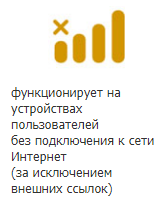 функционирует на
устройствах
пользователей
без подключения к сети
Интернет
(за исключением
внешних ссылок)